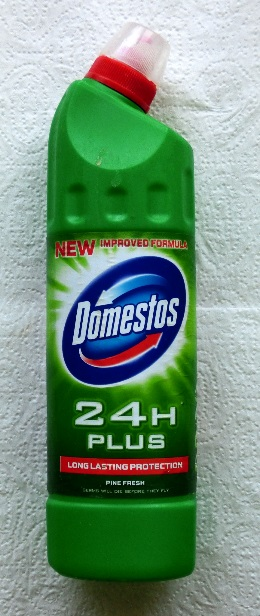 NEW IMPROVED FORMULA
Domestos
24H
PLUS
LONG LASTING PROTECTION
PINE FRESH
GERMS WILL DIE BEFORE THEY FLY